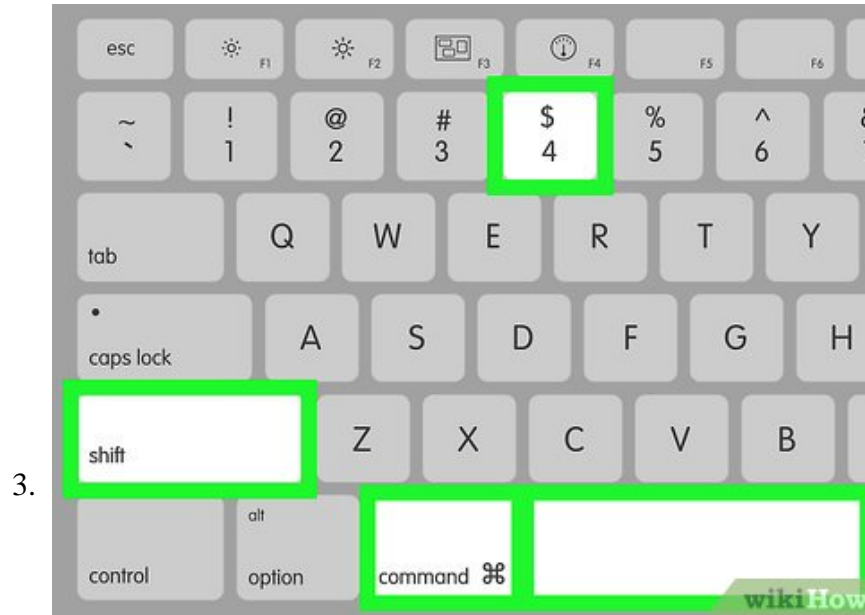 esc F1 F2 F3 F4 F5 F6
~ ! @ # $ % ^
` 1 2 3 4 5 6
Q W E R T Y
tab
A S D F G H
caps lock
Z X C V B
shift
3.
alt
control option command ⌘
wikiHow